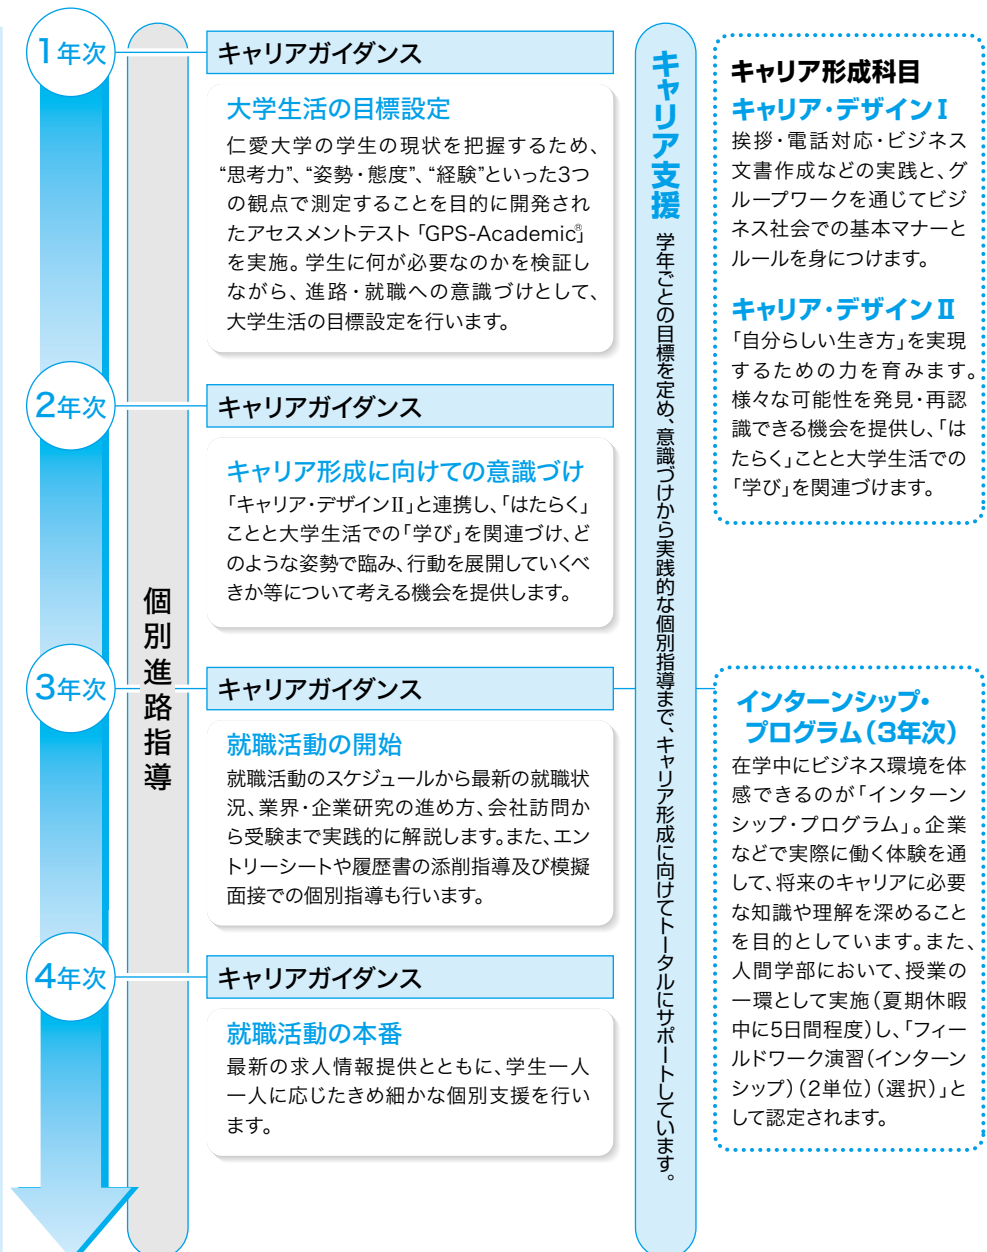 1年次
キャリアガイダンス
大学生活の目標設定
仁愛大学の学生の現状を把握するため、
“思考力”、“姿勢・態度”、“経験”といった3つ
の観点で測定することを目的に開発され
たアセスメントテスト「GPS-Academic®」
を実施。学生に何が必要なのかを検証し
ながら、進路・就職への意識づけとして、
大学生活の目標設定を行います。
2年次
キャリアガイダンス
キャリア形成に向けての意識づけ
「キャリア・デザインⅡ」と連携し、「はたらく」
ことと大学生活での「学び」を関連づけ、ど
のような姿勢で臨み、行動を展開していくべ
きか等について考える機会を提供します。
3年次
キャリアガイダンス
就職活動の開始
就職活動のスケジュールから最新の就職状
況、業界・企業研究の進め方、会社訪問か
ら受験まで実践的に解説します。また、エン
トリーシートや履歴書の添削指導及び模擬
面接での個別指導も行います。
4年次
キャリアガイダンス
就職活動の本番
最新の求人情報提供とともに、学生一人
一人に応じたきめ細かな個別支援を行い
ます。
個別進路指導
キャリア支援
学年ごとの目標を定め、意識づけから実践的な個別指導まで、キャリア形成に向けてトータルにサポートしています。
キャリア形成科目
キャリア・デザインⅠ
挨拶・電話対応・ビジネス
文書作成などの実践と、グ
ループワークを通じてビジ
ネス社会での基本マナーと
ルールを身につけます。
キャリア・デザインⅡ
「自分らしい生き方」を実現
するための力を育みます。
様々な可能性を発見・再認
識できる機会を提供し、「は
たらく」ことと大学生活での
「学び」を関連づけます。
インターンシップ・
プログラム(3年次)
在学中にビジネス環境を体
感できるのが「インターン
シップ・プログラム」。企業
などで実際に働く体験を通
して、将来のキャリアに必要
な知識や理解を深めること
を目的としています。また、
人間学部において、授業の
一環として実施(夏期休暇
中に5日間程度)し、「フィー
ルドワーク演習(インターン
シップ)(2単位)(選択)」と
して認定されます。